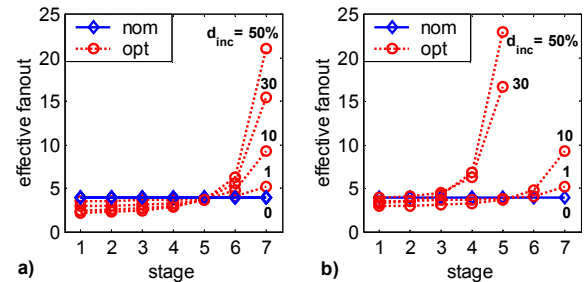 25
20
15
10
5
0
effective fanout
nom
opt
d_inc = 50%
30
10
1
0
1 2 3 4 5 6 7
stage
a)
25
20
15
10
5
0
effective fanout
nom
opt
d_inc = 50%
30
10
1
0
1 2 3 4 5 6 7
stage
b)